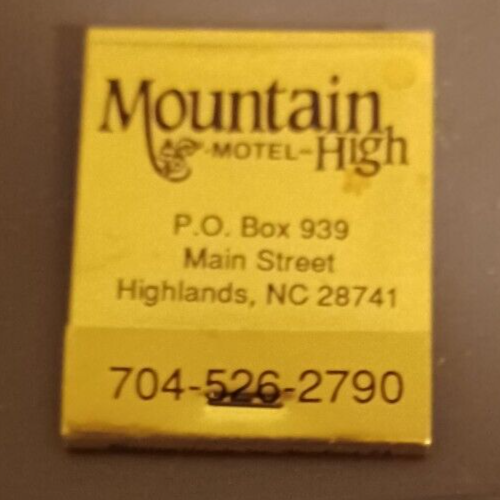 Mountain
-MOTEL-High
P.O. Box 939
Main Street
Highlands, NC 28741
704-526-2790